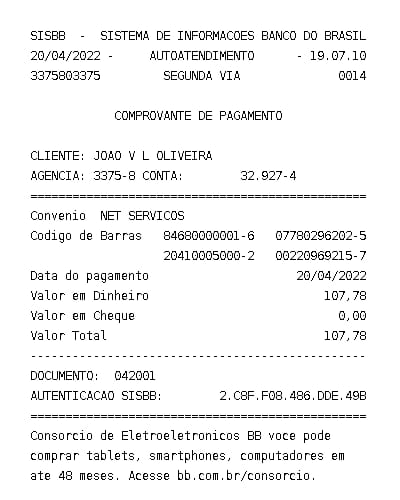 SISBB - SISTEMA DE INFORMACOES BANCO DO BRASIL
20/04/2022 - AUTOATENDIMENTO - 19.07.10
3375803375 SEGUNDA VIA 0014
COMPROVANTE DE PAGAMENTO
CLIENTE: JOAO V L OLIVEIRA
AGENCIA: 3375-8 CONTA: 32.927-4
================================================
Convenio NET SERVICOS
Codigo de Barras 84680000001-6 07780296202-5
20410005000-2 00220969215-7
Data do pagamento 20/04/2022
Valor em Dinheiro 107,78
Valor em Cheque 0,00
Valor Total 107,78
------------------------------------------------
DOCUMENTO: 042001
AUTENTICACAO SISBB: 2.C8F.F08.486.DDE.49B
================================================
Consorcio de Eletroeletronicos BB voce pode
comprar tablets, smartphones, computadores em
ate 48 meses. Acesse bb.com.br/consorcio.